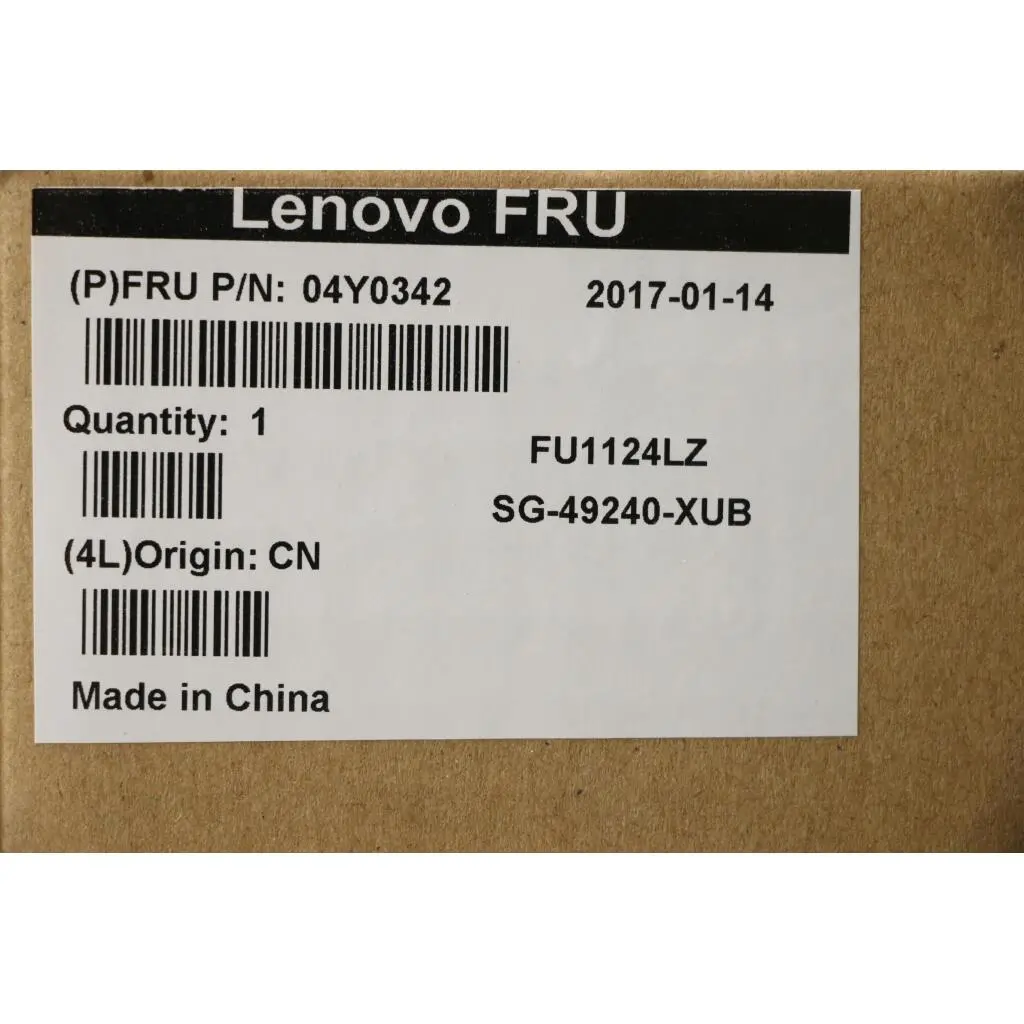 Lenovo FRU
(P)FRU P/N: 04Y0342 2017-01-14
Quantity: 1
FU1124LZ
SG-49240-XUB
(4L)Origin: CN
Made in China